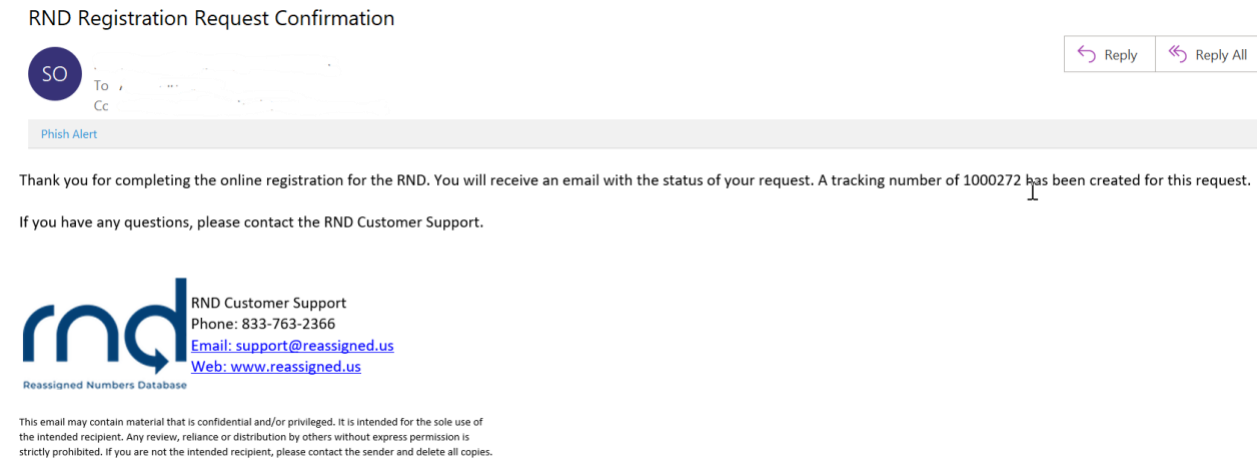 RND Registration Request Confirmation
SO
To
Cc
Reply
Reply All
Phish Alert
Thank you for completing the online registration for the RND. You will receive an email with the status of your request. A tracking number of 1000272 has been created for this request.
If you have any questions, please contact the RND Customer Support.
rnd
Reassigned Numbers Database
RND Customer Support
Phone: 833-763-2366
Email: support@reassigned.us
Web: www.reassigned.us
This email may contain material that is confidential and/or privileged. It is intended for the sole use of
the intended recipient. Any review, reliance or distribution by others without express permission is
strictly prohibited. If you are not the intended recipient, please contact the sender and delete all copies.